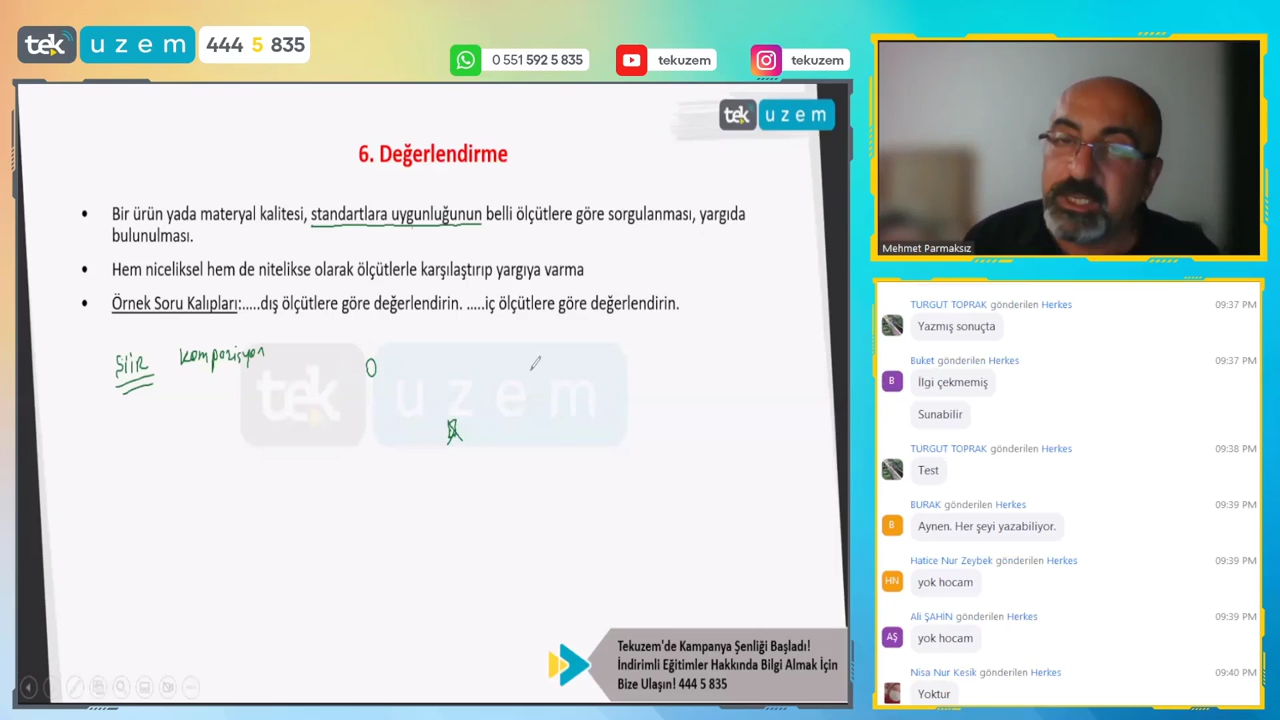 tek uzem 444 5 835
0 551 592 5 835
tekuzem
tekuzem
tek uzem
6. Değerlendirme
• Bir ürün yada materyal kalitesi, standartlara uygunluğunun belli ölçütlere göre sorgulanması, yargıda
bulunulması.
• Hem niceliksel hem de nitelikse olarak ölçütlerle karşılaştırıp yargıya varma
• Örnek Soru Kalıpları:.....dış ölçütlere göre değerlendirin. .....iç ölçütlere göre değerlendirin.
ŞİİR kompozisyon
tek uzem
Tekuzem'de Kampanya Şenliği Başladı!
İndirimli Eğitimler Hakkında Bilgi Almak İçin
Bize Ulaşın! 444 5 835
Mehmet Parmaksız
TURGUT TOPRAK gönderilen Herkes 09:37 PM
Yazmış sonuçta
Buket gönderilen Herkes 09:37 PM
B İlgi çekmemiş
Sunabilir
TURGUT TOPRAK gönderilen Herkes 09:38 PM
Test
BURAK gönderilen Herkes 09:39 PM
B Aynen. Her şeyi yazabiliyor.
Hatice Nur Zeybek gönderilen Herkes 09:39 PM
HN yok hocam
Ali ŞAHİN gönderilen Herkes 09:39 PM
AŞ yok hocam
Nisa Nur Kesik gönderilen Herkes 09:40 PM
Yoktur